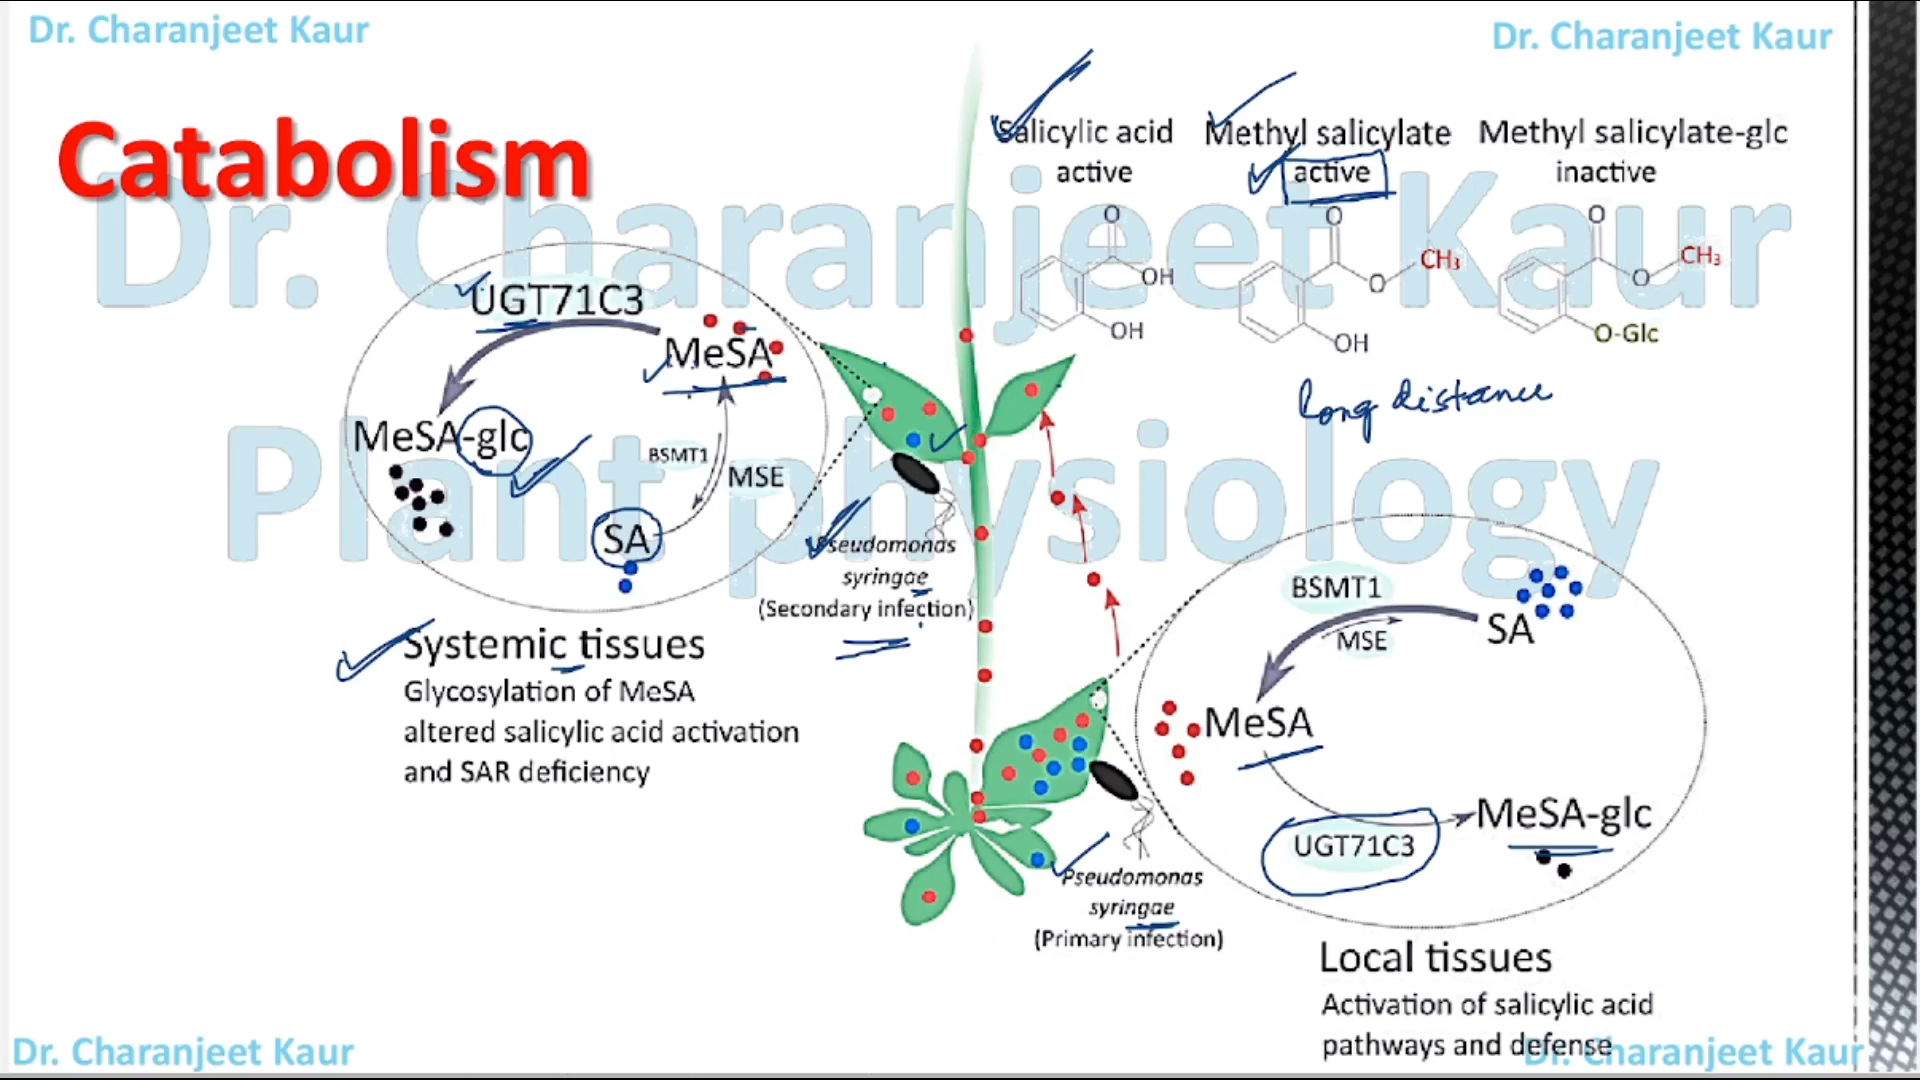 Dr. Charanjeet Kaur
Dr. Charanjeet Kaur
Catabolism
Salicylic acid
active
Methyl salicylate
active
Methyl salicylate-glc
inactive
Dr. Charanjeet Kaur
Plant physiology
O
OH
OH
O
O
CH₃
OH
O
O
CH₃
O-Glc
long distance
UGT71C3
MeSA
MeSA-glc
BSMT1
MSE
SA
Pseudomonas
syringae
(Secondary infection)
Systemic tissues
Glycosylation of MeSA
altered salicylic acid activation
and SAR deficiency
BSMT1
SA
MSE
MeSA
MeSA-glc
UGT71C3
Pseudomonas
syringae
(Primary infection)
Local tissues
Activation of salicylic acid
pathways and defense
Dr. Charanjeet Kaur
Dr. Charanjeet Kaur